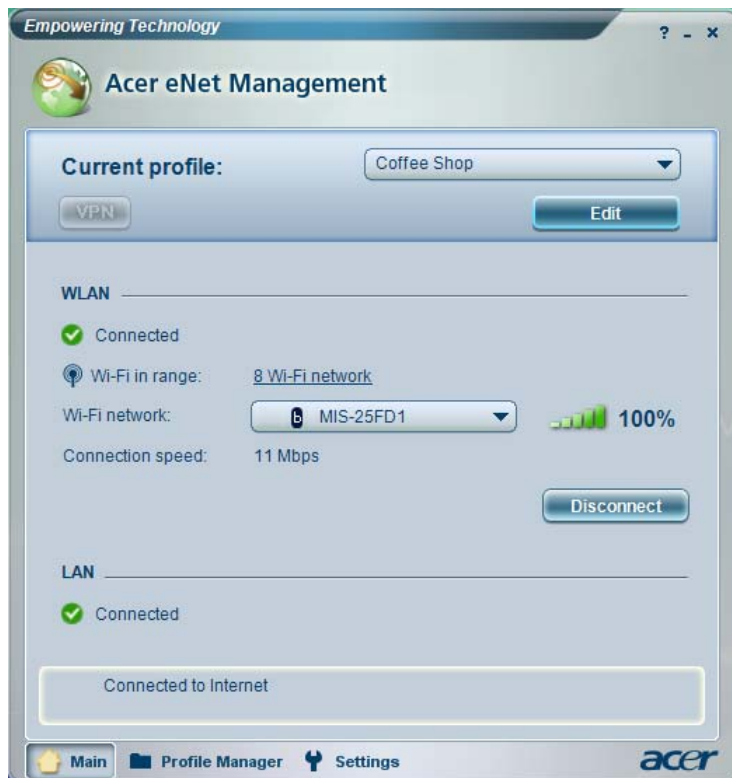 Empowering Technology
? - x
Acer eNet Management
Current profile: Coffee Shop
VPN Edit
WLAN
Connected
Wi-Fi in range: 8 Wi-Fi network
Wi-Fi network: b MIS-25FD1 100%
Connection speed: 11 Mbps
Disconnect
LAN
Connected
Connected to Internet
Main Profile Manager Settings acer